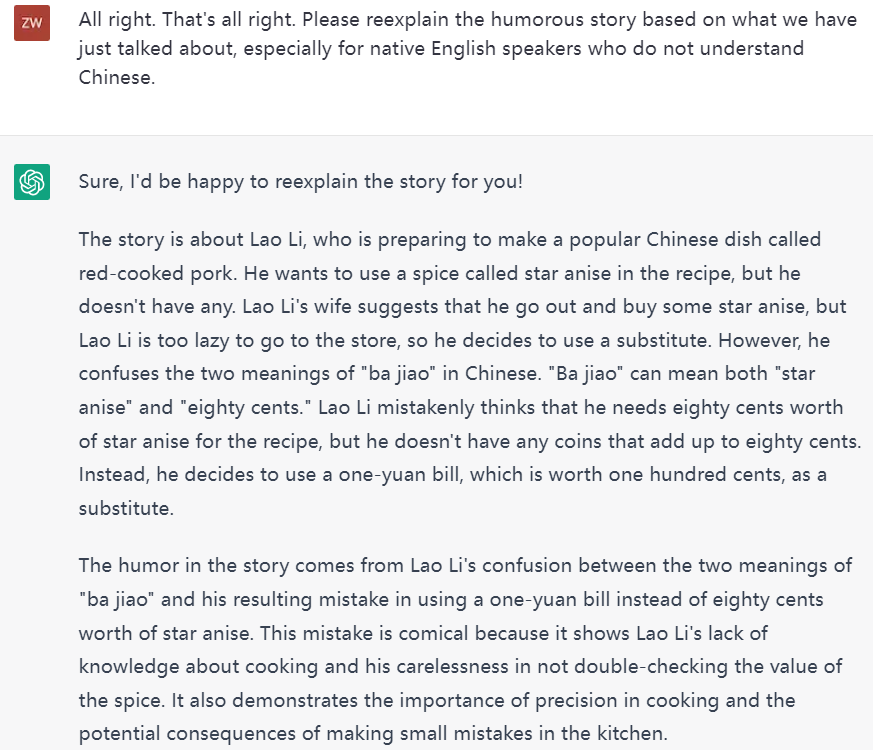 ZW
All right. That's all right. Please reexplain the humorous story based on what we have
just talked about, especially for native English speakers who do not understand
Chinese.
Sure, I'd be happy to reexplain the story for you!
The story is about Lao Li, who is preparing to make a popular Chinese dish called
red-cooked pork. He wants to use a spice called star anise in the recipe, but he
doesn't have any. Lao Li's wife suggests that he go out and buy some star anise, but
Lao Li is too lazy to go to the store, so he decides to use a substitute. However, he
confuses the two meanings of "ba jiao" in Chinese. "Ba jiao" can mean both "star
anise" and "eighty cents." Lao Li mistakenly thinks that he needs eighty cents worth
of star anise for the recipe, but he doesn't have any coins that add up to eighty cents.
Instead, he decides to use a one-yuan bill, which is worth one hundred cents, as a
substitute.
The humor in the story comes from Lao Li's confusion between the two meanings of
"ba jiao" and his resulting mistake in using a one-yuan bill instead of eighty cents
worth of star anise. This mistake is comical because it shows Lao Li's lack of
knowledge about cooking and his carelessness in not double-checking the value of
the spice. It also demonstrates the importance of precision in cooking and the
potential consequences of making small mistakes in the kitchen.